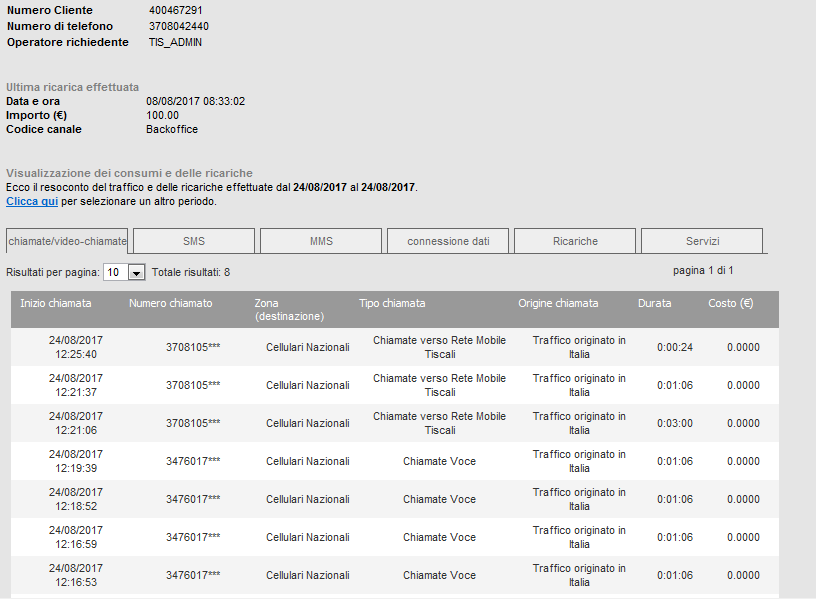 Numero Cliente 400467291
Numero di telefono 3708042440
Operatore richiedente TIS_ADMIN
Ultima ricarica effettuata
Data e ora 08/08/2017 08:33:02
Importo (€) 100.00
Codice canale Backoffice
Visualizzazione dei consumi e delle ricariche
Ecco il resoconto del traffico e delle ricariche effettuate dal 24/08/2017 al 24/08/2017.
Clicca qui per selezionare un altro periodo.
chiamate/video-chiamate SMS MMS connessione dati Ricariche Servizi
Risultati per pagina: 10 Totale risultati: 8 pagina 1 di 1
Inizio chiamata Numero chiamato Zona (destinazione) Tipo chiamata Origine chiamata Durata Costo (€)
24/08/2017 12:25:40 3708105*** Cellulari Nazionali Chiamate verso Rete Mobile Tiscali Traffico originato in Italia 0:00:24 0.0000
24/08/2017 12:21:37 3708105*** Cellulari Nazionali Chiamate verso Rete Mobile Tiscali Traffico originato in Italia 0:01:06 0.0000
24/08/2017 12:21:06 3708105*** Cellulari Nazionali Chiamate verso Rete Mobile Tiscali Traffico originato in Italia 0:03:00 0.0000
24/08/2017 12:19:39 3476017*** Cellulari Nazionali Chiamate Voce Traffico originato in Italia 0:01:06 0.0000
24/08/2017 12:18:52 3476017*** Cellulari Nazionali Chiamate Voce Traffico originato in Italia 0:01:06 0.0000
24/08/2017 12:16:59 3476017*** Cellulari Nazionali Chiamate Voce Traffico originato in Italia 0:01:06 0.0000
24/08/2017 12:16:53 3476017*** Cellulari Nazionali Chiamate Voce Traffico originato in Italia 0:01:06 0.0000